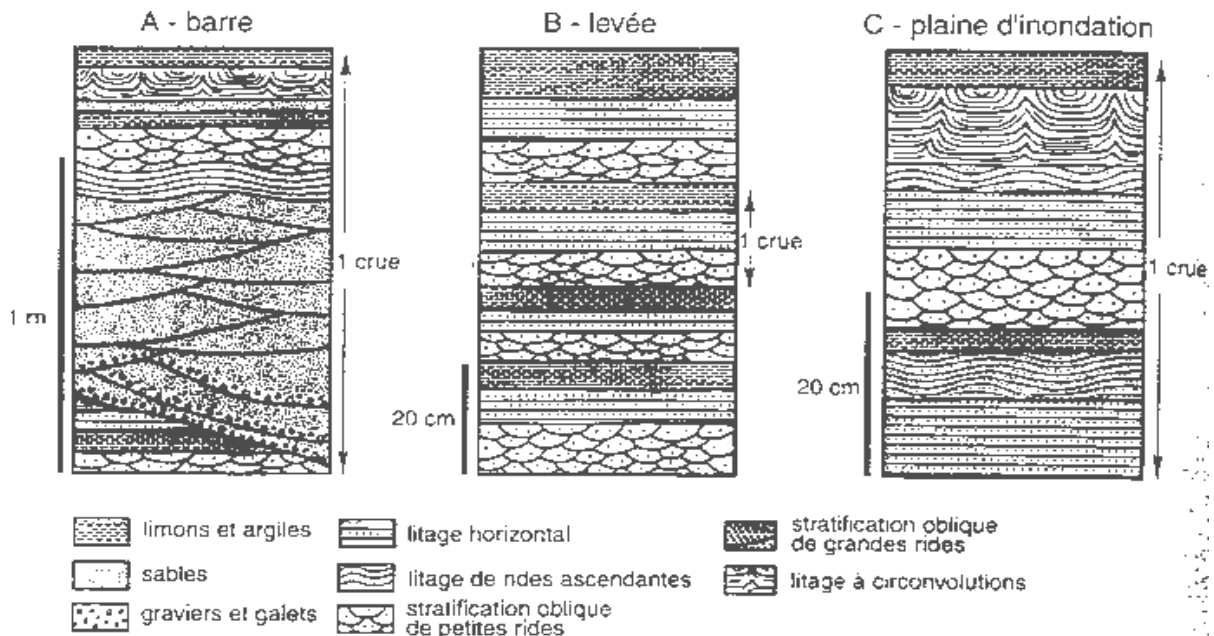 A - barre
B - levée
C - plaine d'inondation
1 crue
1 m
1 crue
20 cm
1 crue
20 cm
limons et argiles
sables
graviers et galets
litage horizontal
litage de rides ascendantes
stratification oblique
de petites rides
stratification oblique
de grandes rides
litage à circonvolutions